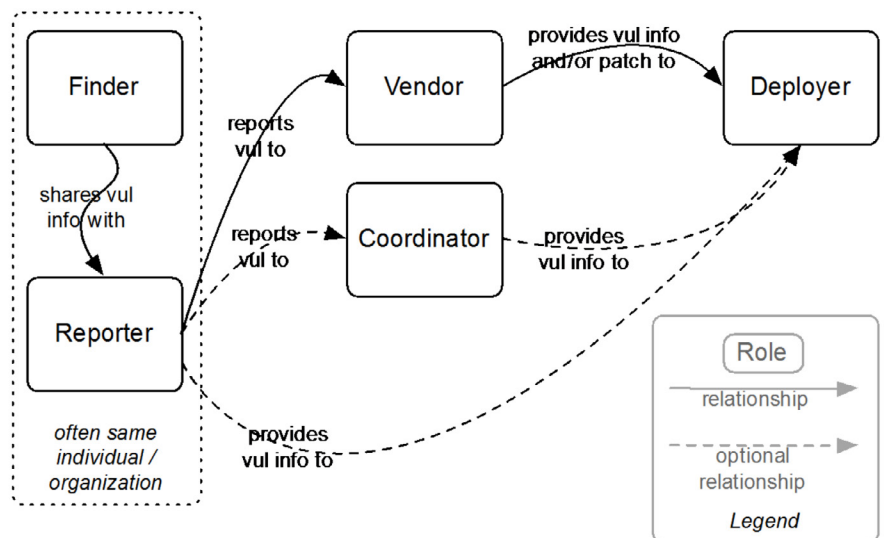 Finder
shares vul
info with
Reporter
often same
individual /
organization
reports
vul to
reports
vul to
provides
vul info to
Vendor
Coordinator
provides vul info
and/or patch to
provides
vul info to
Deployer
Role
relationship
optional
relationship
Legend